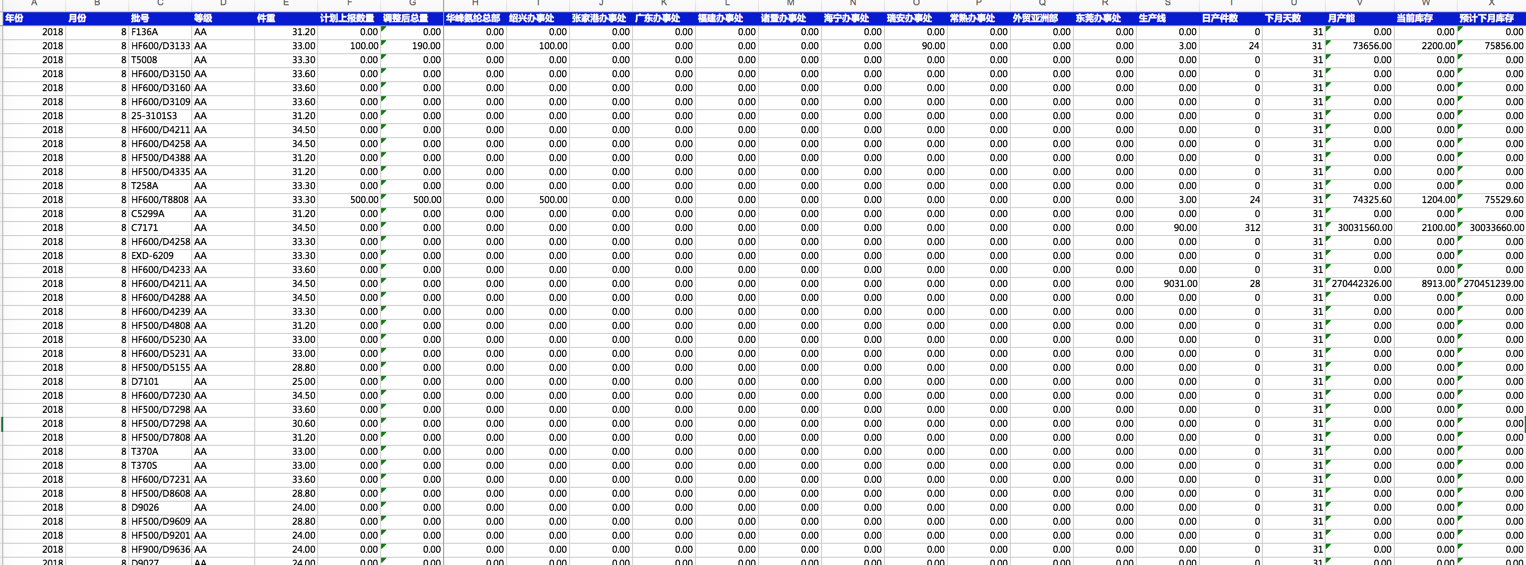 A B C D E F G H I J K L M N O P Q R S T U V W X
年份 月份 批号 等级 件重 计划上报数量 调整后总量 华峰氨纶总部 绍兴办事处 张家港办事处 广东办事处 福建办事处 诸暨办事处 海宁办事处 瑞安办事处 常熟办事处 外贸亚洲部 东莞办事处 生产线 日产件数 下月天数 月产能 当前库存 预计下月库存
2018 8 F136A AA 31.20 0.00 0.00 0.00 0.00 0.00 0.00 0.00 0.00 0.00 0.00 0.00 0.00 0.00 0.00 0 31 0.00 0.00 0.00
2018 8 HF600/D3133 AA 33.00 100.00 190.00 0.00 100.00 0.00 0.00 0.00 0.00 0.00 90.00 0.00 0.00 0.00 3.00 24 31 73656.00 2200.00 75856.00
2018 8 T5008 AA 33.30 0.00 0.00 0.00 0.00 0.00 0.00 0.00 0.00 0.00 0.00 0.00 0.00 0.00 0.00 0 31 0.00 0.00 0.00
2018 8 HF600/D3150 AA 33.60 0.00 0.00 0.00 0.00 0.00 0.00 0.00 0.00 0.00 0.00 0.00 0.00 0.00 0.00 0 31 0.00 0.00 0.00
2018 8 HF600/D3160 AA 33.60 0.00 0.00 0.00 0.00 0.00 0.00 0.00 0.00 0.00 0.00 0.00 0.00 0.00 0.00 0 31 0.00 0.00 0.00
2018 8 HF600/D3109 AA 33.60 0.00 0.00 0.00 0.00 0.00 0.00 0.00 0.00 0.00 0.00 0.00 0.00 0.00 0.00 0 31 0.00 0.00 0.00
2018 8 25-3101S3 AA 31.20 0.00 0.00 0.00 0.00 0.00 0.00 0.00 0.00 0.00 0.00 0.00 0.00 0.00 0.00 0 31 0.00 0.00 0.00
2018 8 HF600/D4211 AA 34.50 0.00 0.00 0.00 0.00 0.00 0.00 0.00 0.00 0.00 0.00 0.00 0.00 0.00 0.00 0 31 0.00 0.00 0.00
2018 8 HF600/D4258 AA 34.50 0.00 0.00 0.00 0.00 0.00 0.00 0.00 0.00 0.00 0.00 0.00 0.00 0.00 0.00 0 31 0.00 0.00 0.00
2018 8 HF500/D4388 AA 31.20 0.00 0.00 0.00 0.00 0.00 0.00 0.00 0.00 0.00 0.00 0.00 0.00 0.00 0.00 0 31 0.00 0.00 0.00
2018 8 HF500/D4335 AA 31.20 0.00 0.00 0.00 0.00 0.00 0.00 0.00 0.00 0.00 0.00 0.00 0.00 0.00 0.00 0 31 0.00 0.00 0.00
2018 8 T258A AA 33.30 0.00 0.00 0.00 0.00 0.00 0.00 0.00 0.00 0.00 0.00 0.00 0.00 0.00 0.00 0 31 0.00 0.00 0.00
2018 8 HF600/T8808 AA 33.30 500.00 500.00 0.00 500.00 0.00 0.00 0.00 0.00 0.00 0.00 0.00 0.00 0.00 3.00 24 31 74325.60 1204.00 75529.60
2018 8 C5299A AA 31.20 0.00 0.00 0.00 0.00 0.00 0.00 0.00 0.00 0.00 0.00 0.00 0.00 0.00 0.00 0 31 0.00 0.00 0.00
2018 8 C7171 AA 34.50 0.00 0.00 0.00 0.00 0.00 0.00 0.00 0.00 0.00 0.00 0.00 0.00 0.00 90.00 312 31 30031560.00 2100.00 30033660.00
2018 8 HF600/D4258 AA 33.30 0.00 0.00 0.00 0.00 0.00 0.00 0.00 0.00 0.00 0.00 0.00 0.00 0.00 0.00 0 31 0.00 0.00 0.00
2018 8 EXD-6209 AA 33.30 0.00 0.00 0.00 0.00 0.00 0.00 0.00 0.00 0.00 0.00 0.00 0.00 0.00 0.00 0 31 0.00 0.00 0.00
2018 8 HF600/D4233 AA 33.60 0.00 0.00 0.00 0.00 0.00 0.00 0.00 0.00 0.00 0.00 0.00 0.00 0.00 0.00 0 31 0.00 0.00 0.00
2018 8 HF600/D4211 AA 34.50 0.00 0.00 0.00 0.00 0.00 0.00 0.00 0.00 0.00 0.00 0.00 0.00 0.00 9031.00 28 31 270442326.00 8913.00 270451239.00
2018 8 HF600/D4288 AA 34.50 0.00 0.00 0.00 0.00 0.00 0.00 0.00 0.00 0.00 0.00 0.00 0.00 0.00 0.00 0 31 0.00 0.00 0.00
2018 8 HF600/D4239 AA 33.30 0.00 0.00 0.00 0.00 0.00 0.00 0.00 0.00 0.00 0.00 0.00 0.00 0.00 0.00 0 31 0.00 0.00 0.00
2018 8 HF500/D4808 AA 31.20 0.00 0.00 0.00 0.00 0.00 0.00 0.00 0.00 0.00 0.00 0.00 0.00 0.00 0.00 0 31 0.00 0.00 0.00
2018 8 HF600/D5230 AA 33.00 0.00 0.00 0.00 0.00 0.00 0.00 0.00 0.00 0.00 0.00 0.00 0.00 0.00 0.00 0 31 0.00 0.00 0.00
2018 8 HF600/D5231 AA 33.00 0.00 0.00 0.00 0.00 0.00 0.00 0.00 0.00 0.00 0.00 0.00 0.00 0.00 0.00 0 31 0.00 0.00 0.00
2018 8 HF500/D5155 AA 28.80 0.00 0.00 0.00 0.00 0.00 0.00 0.00 0.00 0.00 0.00 0.00 0.00 0.00 0.00 0 31 0.00 0.00 0.00
2018 8 D7101 AA 25.00 0.00 0.00 0.00 0.00 0.00 0.00 0.00 0.00 0.00 0.00 0.00 0.00 0.00 0.00 0 31 0.00 0.00 0.00
2018 8 HF600/D7230 AA 34.50 0.00 0.00 0.00 0.00 0.00 0.00 0.00 0.00 0.00 0.00 0.00 0.00 0.00 0.00 0 31 0.00 0.00 0.00
2018 8 HF500/D7298 AA 33.60 0.00 0.00 0.00 0.00 0.00 0.00 0.00 0.00 0.00 0.00 0.00 0.00 0.00 0.00 0 31 0.00 0.00 0.00
2018 8 HF500/D7298 AA 30.60 0.00 0.00 0.00 0.00 0.00 0.00 0.00 0.00 0.00 0.00 0.00 0.00 0.00 0.00 0 31 0.00 0.00 0.00
2018 8 HF500/D7808 AA 31.20 0.00 0.00 0.00 0.00 0.00 0.00 0.00 0.00 0.00 0.00 0.00 0.00 0.00 0.00 0 31 0.00 0.00 0.00
2018 8 T370A AA 33.00 0.00 0.00 0.00 0.00 0.00 0.00 0.00 0.00 0.00 0.00 0.00 0.00 0.00 0.00 0 31 0.00 0.00 0.00
2018 8 T370S AA 33.00 0.00 0.00 0.00 0.00 0.00 0.00 0.00 0.00 0.00 0.00 0.00 0.00 0.00 0.00 0 31 0.00 0.00 0.00
2018 8 HF600/D7231 AA 33.60 0.00 0.00 0.00 0.00 0.00 0.00 0.00 0.00 0.00 0.00 0.00 0.00 0.00 0.00 0 31 0.00 0.00 0.00
2018 8 HF500/D8608 AA 28.80 0.00 0.00 0.00 0.00 0.00 0.00 0.00 0.00 0.00 0.00 0.00 0.00 0.00 0.00 0 31 0.00 0.00 0.00
2018 8 D9026 AA 24.00 0.00 0.00 0.00 0.00 0.00 0.00 0.00 0.00 0.00 0.00 0.00 0.00 0.00 0.00 0 31 0.00 0.00 0.00
2018 8 HF500/D9609 AA 28.80 0.00 0.00 0.00 0.00 0.00 0.00 0.00 0.00 0.00 0.00 0.00 0.00 0.00 0.00 0 31 0.00 0.00 0.00
2018 8 HF500/D9201 AA 24.00 0.00 0.00 0.00 0.00 0.00 0.00 0.00 0.00 0.00 0.00 0.00 0.00 0.00 0.00 0 31 0.00 0.00 0.00
2018 8 HF900/D9636 AA 24.00 0.00 0.00 0.00 0.00 0.00 0.00 0.00 0.00 0.00 0.00 0.00 0.00 0.00 0.00 0 31 0.00 0.00 0.00
2018 8 D9027 AA 24.00 0.00 0.00 0.00 0.00 0.00 0.00 0.00 0.00 0.00 0.00 0.00 0.00 0.00 0.00 0 31 0.00 0.00 0.00